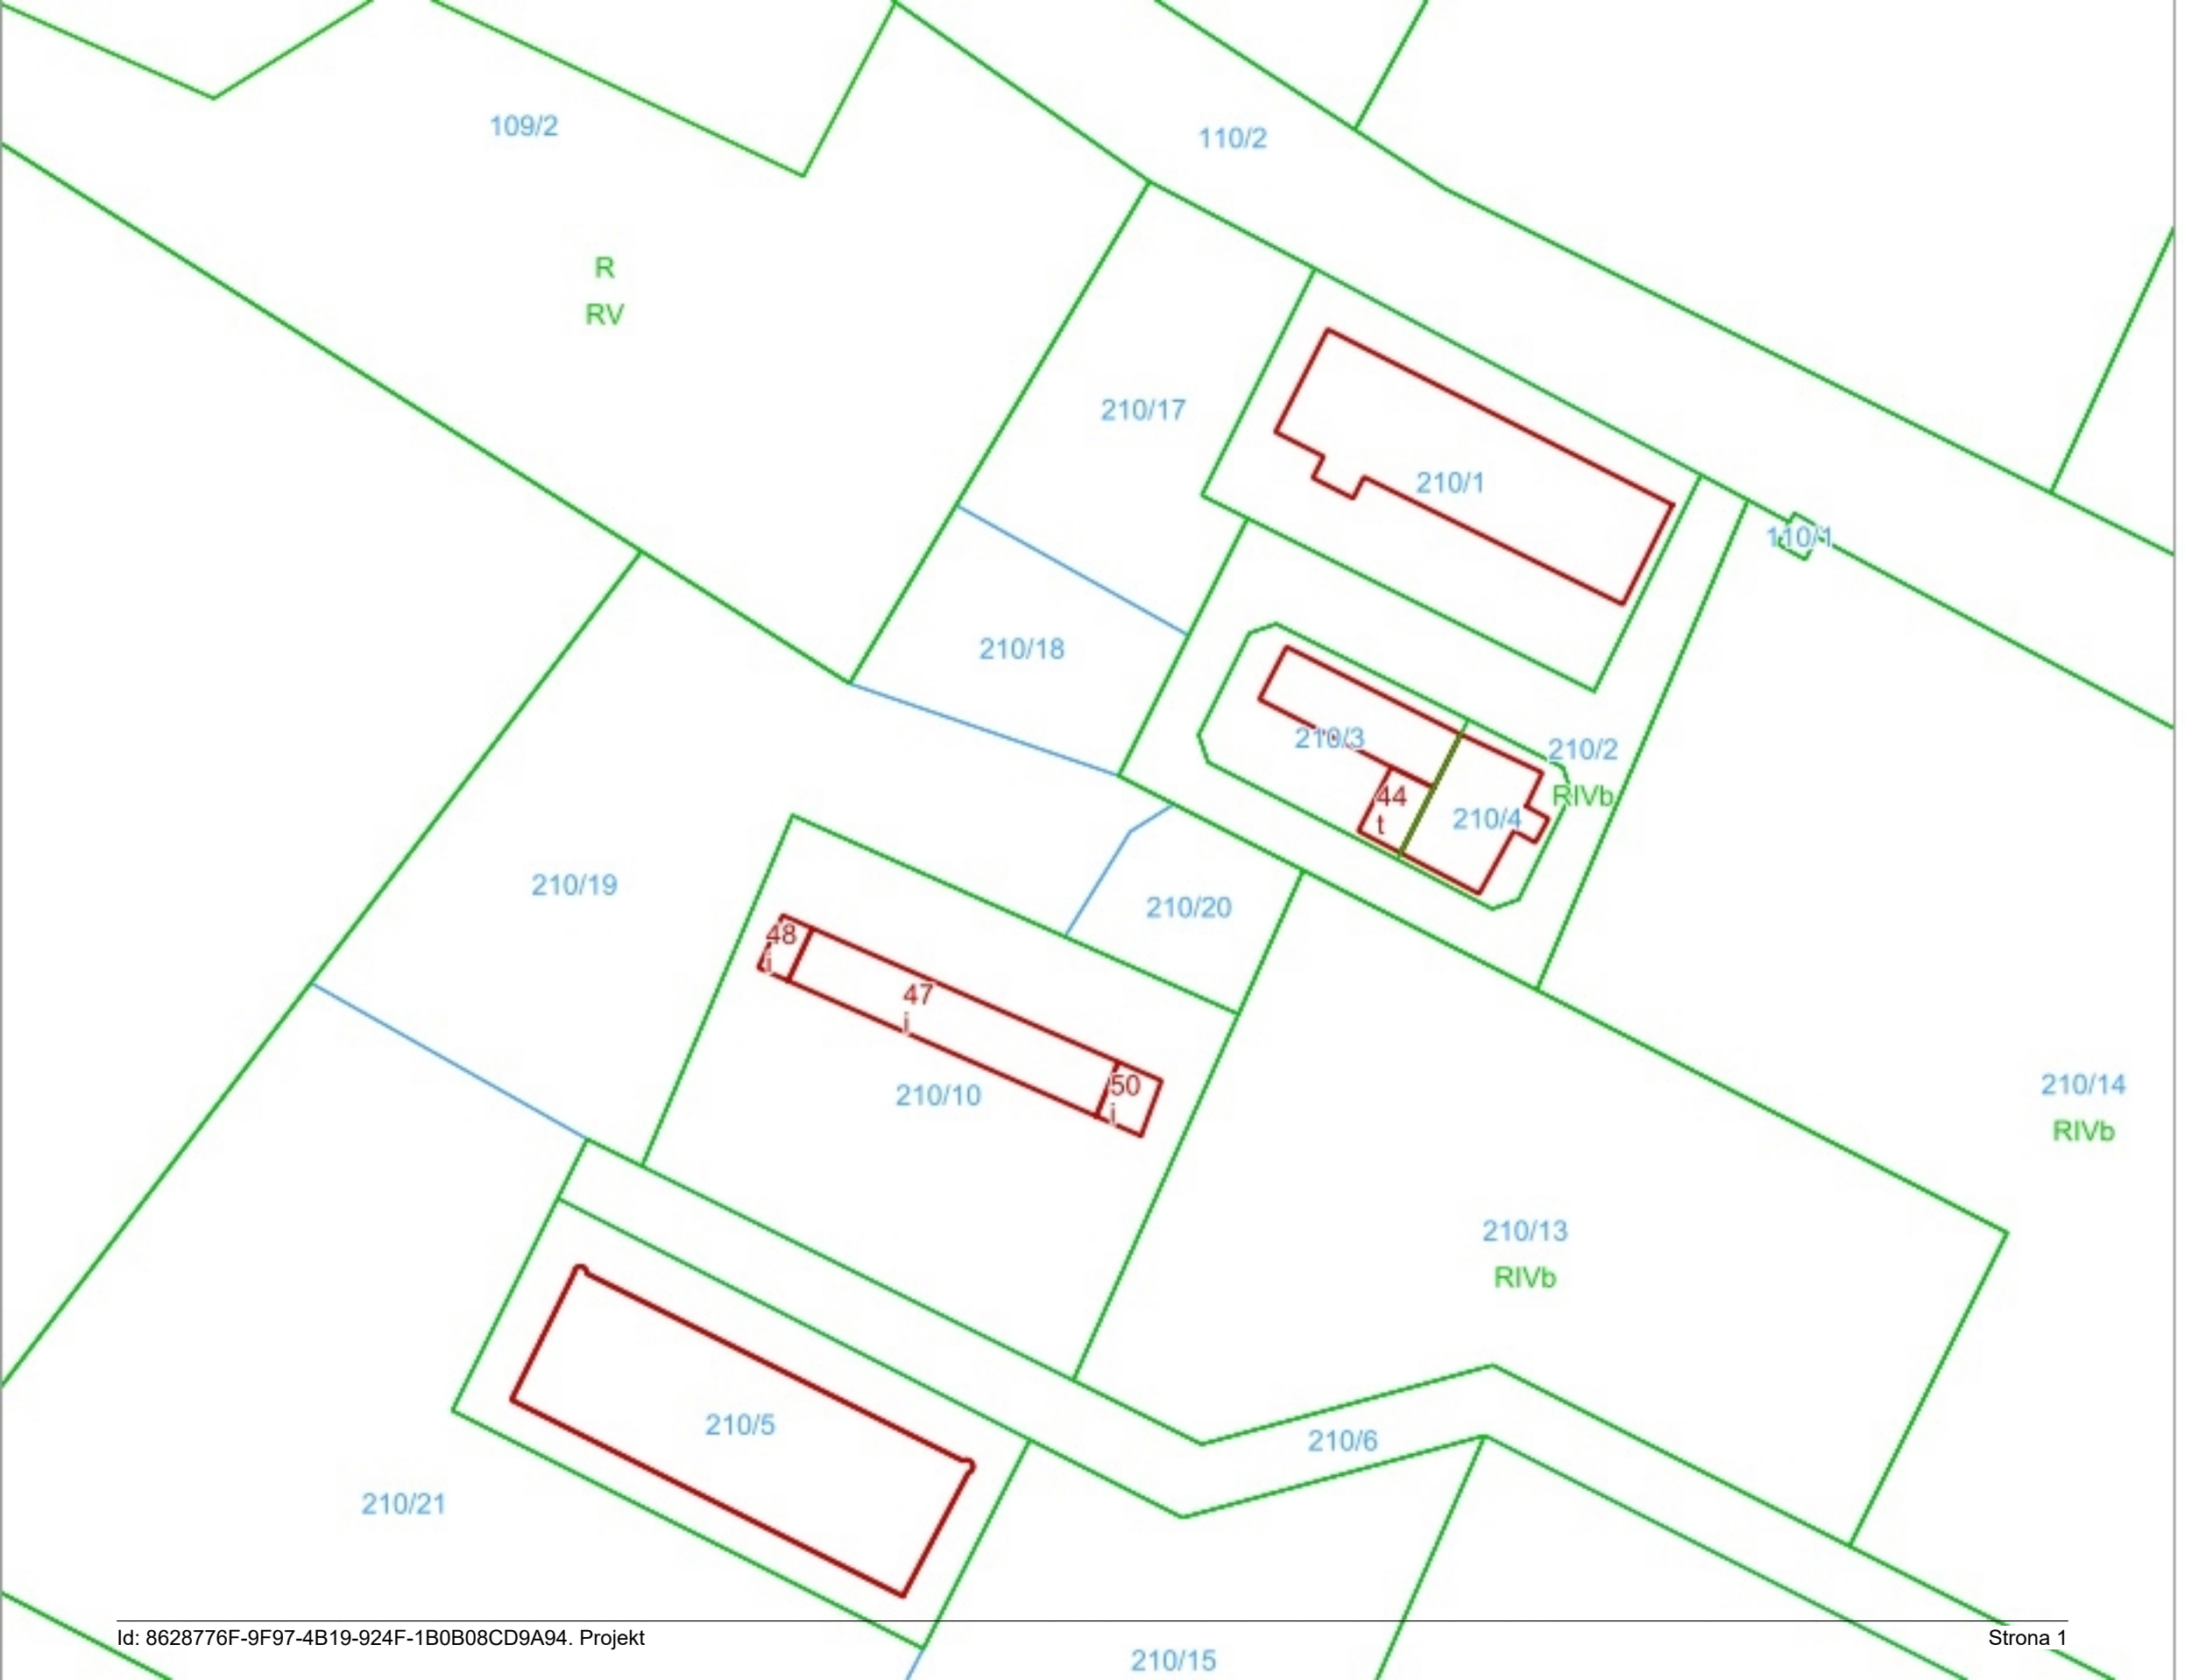 109/2
110/2
R
RV
210/17
210/1
110/1
210/18
210/3
210/2
44
t
RIVb
210/4
210/19
210/20
48
i
47
i
50
i
210/10
210/14
RIVb
210/13
RIVb
210/5
210/6
210/21
Id: 8628776F-9F97-4B19-924F-1B0B08CD9A94. Projekt
Strona 1
210/15